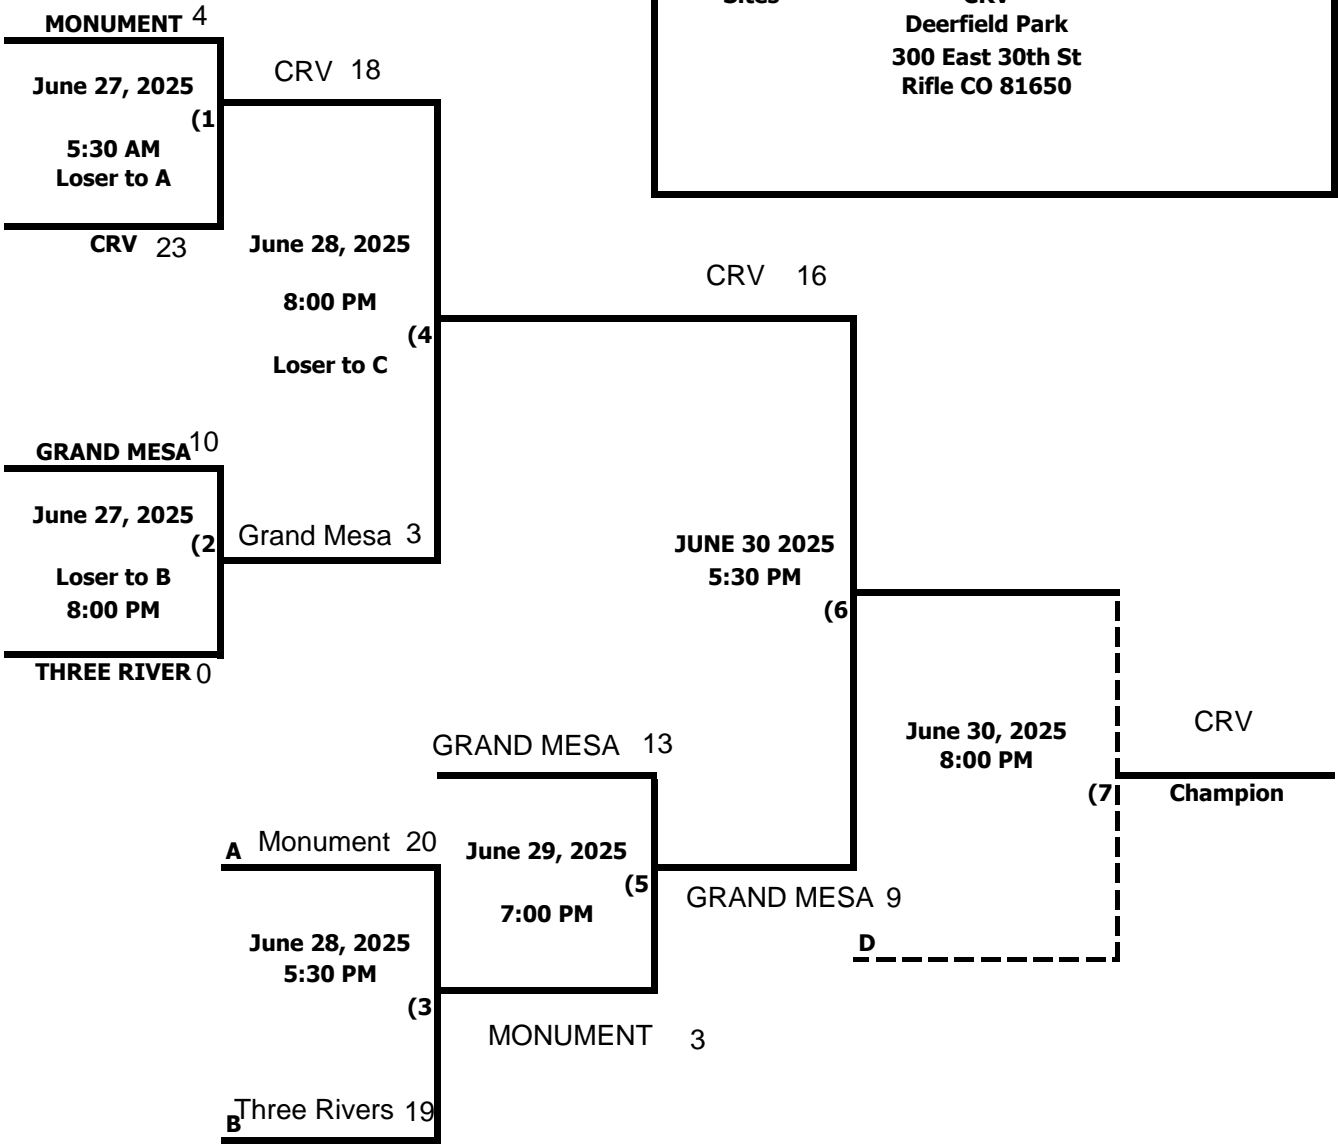 Sites CRV
Deerfield Park
300 East 30th St
Rifle CO 81650
MONUMENT 4
June 27, 2025
(1
5:30 AM
Loser to A
CRV 23
CRV 18
June 28, 2025
8:00 PM
(4
Loser to C
GRAND MESA 10
June 27, 2025
(2
Loser to B
8:00 PM
THREE RIVER 0
Grand Mesa 3
CRV 16
JUNE 30 2025
5:30 PM
(6
GRAND MESA 13
June 29, 2025
(5
7:00 PM
A Monument 20
June 28, 2025
5:30 PM
(3
B Three Rivers 19
MONUMENT 3
GRAND MESA 9
D
June 30, 2025
8:00 PM
(7
CRV
Champion